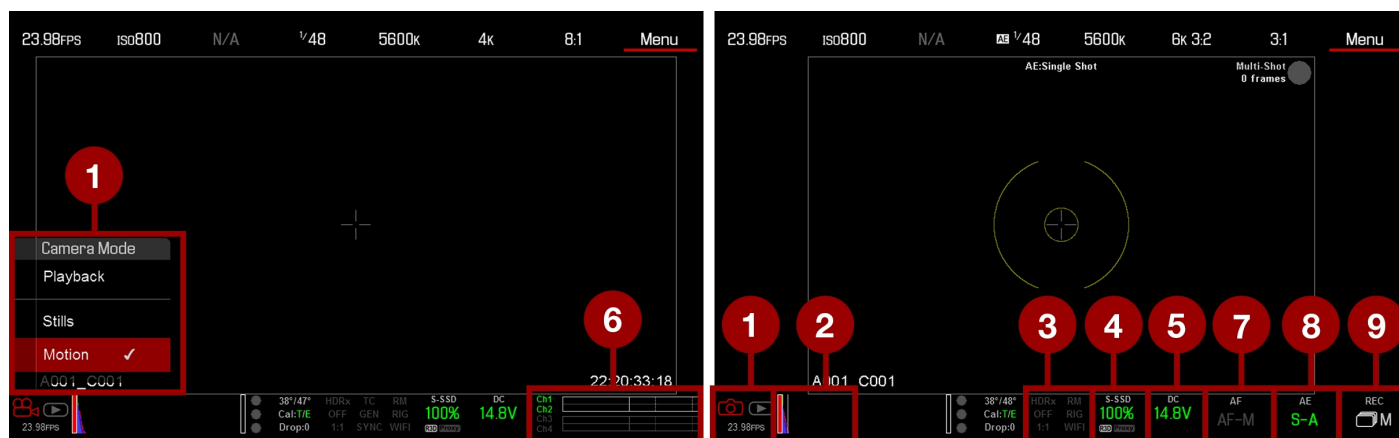 23.98FPS ISO800 N/A 1/48 5600K 4K 8:1 Menu
1
Camera Mode
Playback
Stills
Motion ✓
A001_C001
22:20:33:18
6
23.98FPS
38°/47° HDRx TC RM S-SSD DC Ch1
Cal:T/E OFF GEN RIG 100% 14.8V Ch2
Drop:0 1:1 SYNC WIFI R3D Proxy Ch3
Ch4
23.98FPS ISO800 N/A AE 1/48 5600K 6K 3:2 3:1 Menu
AE:Single Shot
Multi-Shot
0 frames
1 2 3 4 5 7 8 9
A001_C001
23.98FPS
38°/48° HDRx RM S-SSD DC AF AE REC
Cal:T/E OFF RIG 100% 14.8V AF-M S-A M
Drop:0 1:1 WIFI R3D Proxy